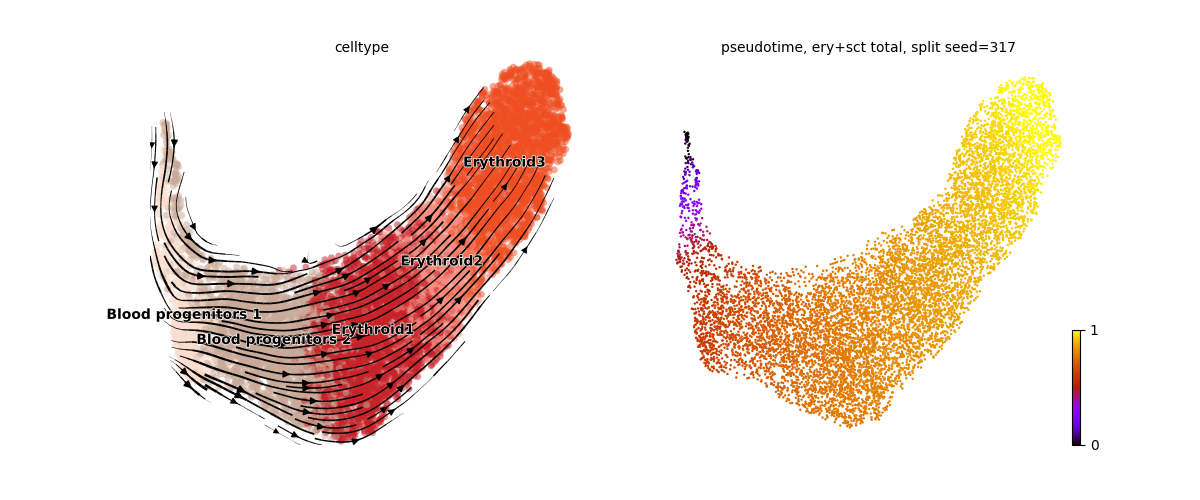 celltype
Erythroid3
Erythroid2
Blood progenitors 1
Erythroid1
Blood progenitors 2
pseudotime, ery+sct total, split seed=317
1
0